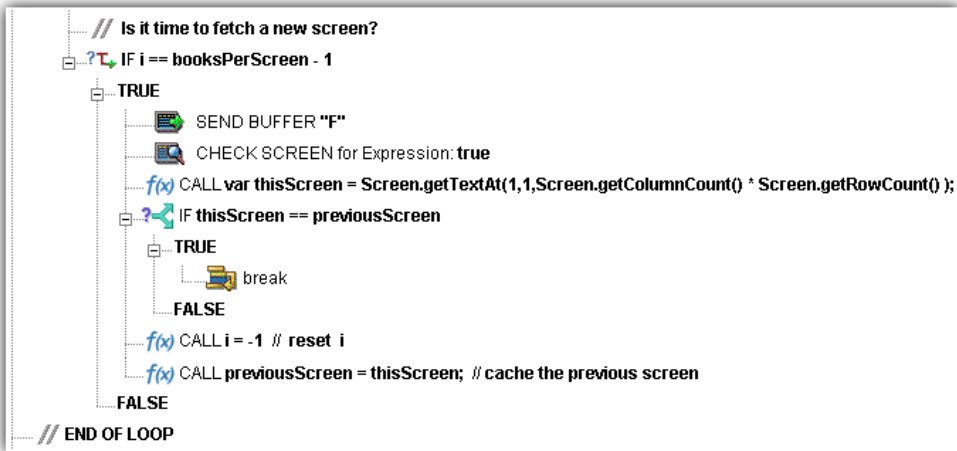 // Is it time to fetch a new screen?
IF i == booksPerScreen - 1
TRUE
SEND BUFFER "F"
CHECK SCREEN for Expression: true
f(x) CALL var thisScreen = Screen.getTextAt(1,1,Screen.getColumnCount() * Screen.getRowCount() );
IF thisScreen == previousScreen
TRUE
break
FALSE
f(x) CALL i = -1 // reset i
f(x) CALL previousScreen = thisScreen; // cache the previous screen
FALSE
// END OF LOOP